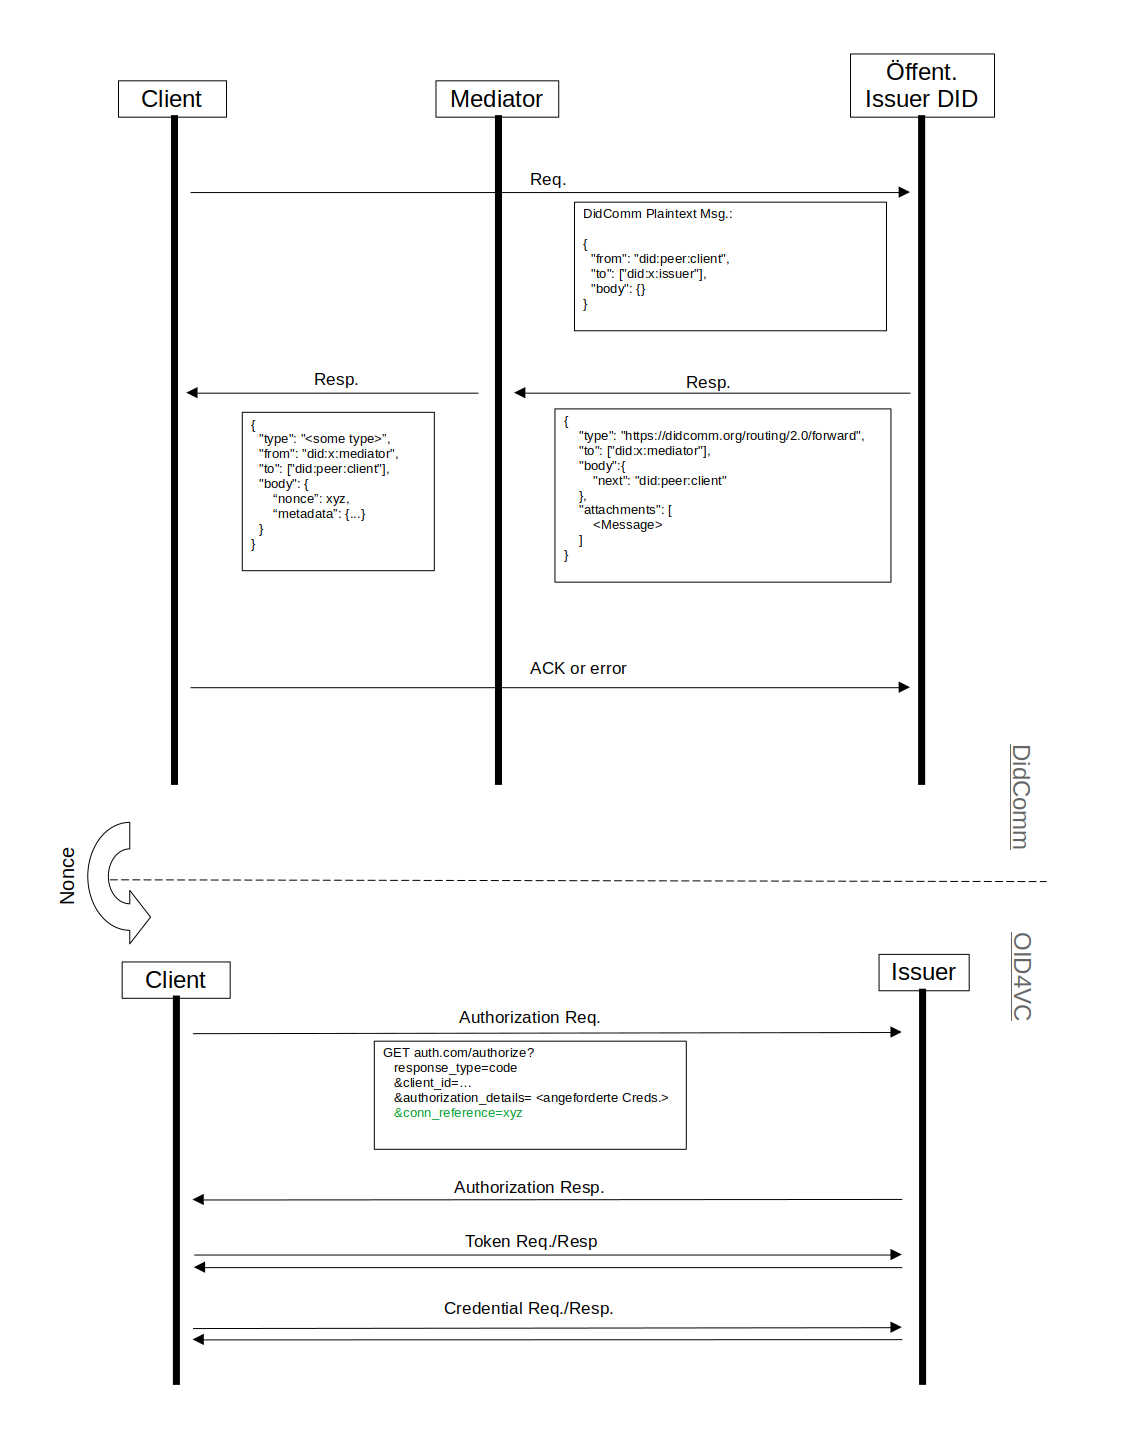 Client
Mediator
Öffent.
Issuer DID
Req.
DidComm Plaintext Msg.:
{
"from": "did:peer:client",
"to": ["did:x:issuer"],
"body": {}
}
Resp.
{
"type": "<some type>”,
"from": "did:x:mediator",
"to": ["did:peer:client"],
"body": {
“nonce”: xyz,
“metadata”: {...}
}
}
Resp.
{
"type": "https://didcomm.org/routing/2.0/forward",
"to": ["did:x:mediator"],
"body":{
"next": "did:peer:client"
},
"attachments": [
<Message>
]
}
ACK or error
DidComm
Nonce
OID4VC
Client
Issuer
Authorization Req.
GET auth.com/authorize?
response_type=code
&client_id=…
&authorization_details= <angeforderte Creds.>
&conn_reference=xyz
Authorization Resp.
Token Req./Resp
Credential Req./Resp.